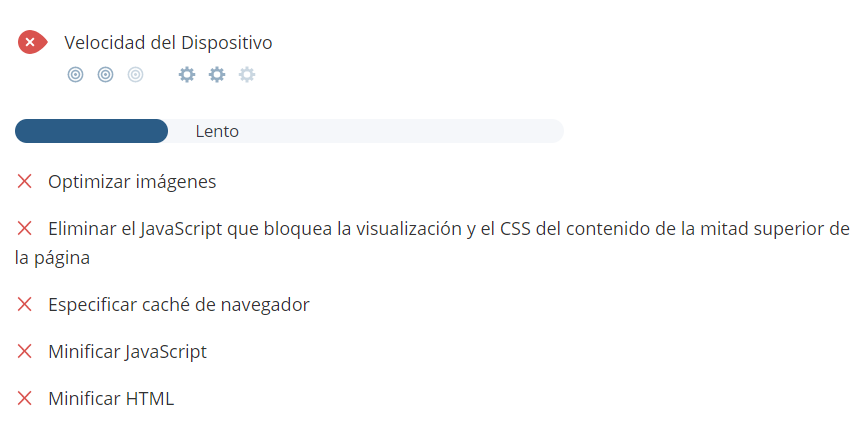 Velocidad del Dispositivo
Lento
Optimizar imágenes
Eliminar el JavaScript que bloquea la visualización y el CSS del contenido de la mitad superior de
la página
Especificar caché de navegador
Minificar JavaScript
Minificar HTML